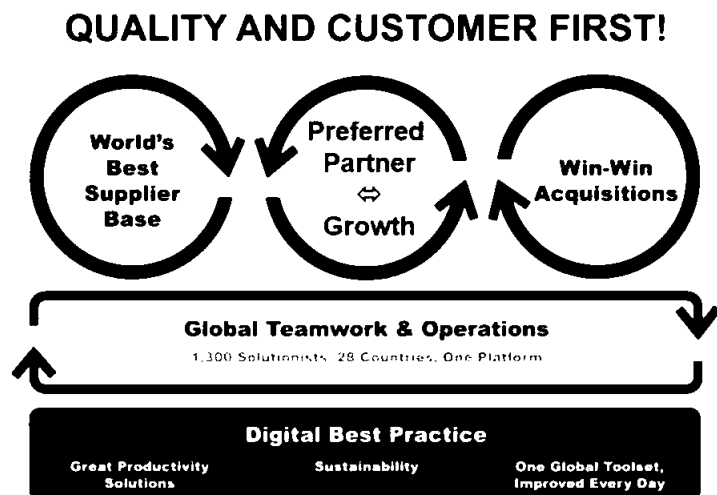 QUALITY AND CUSTOMER FIRST!
World's
Best
Supplier
Base
Preferred
Partner
⇔
Growth
Win-Win
Acquisitions
Global Teamwork & Operations
1,300 Solutionists, 28 Countries, One Platform
Digital Best Practice
Great Productivity
Solutions
Sustainability
One Global Toolset,
Improved Every Day